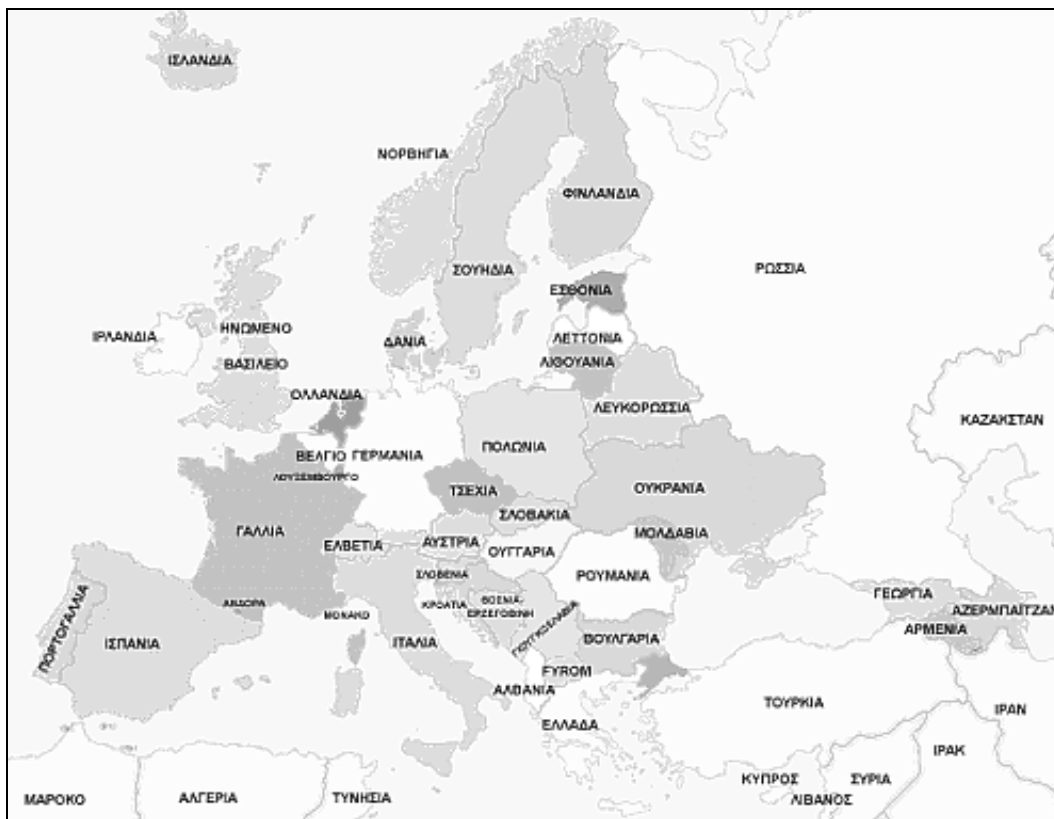 ΙΣΛΑΝΔΙΑ
ΝΟΡΒΗΓΙΑ
ΦΙΝΛΑΝΔΙΑ
ΣΟΥΗΔΙΑ
ΡΩΣΣΙΑ
ΕΣΘΟΝΙΑ
ΙΡΛΑΝΔΙΑ
ΗΝΩΜΕΝΟ
ΒΑΣΙΛΕΙΟ
ΔΑΝΙΑ
ΛΕΤΤΟΝΙΑ
ΛΙΘΟΥΑΝΙΑ
ΟΛΛΑΝΔΙΑ
ΛΕΥΚΟΡΩΣΣΙΑ
ΚΑΖΑΚΣΤΑΝ
ΠΟΛΩΝΙΑ
ΒΕΛΓΙΟ
ΓΕΡΜΑΝΙΑ
ΛΟΥΞΕΜΒΟΥΡΓΟ
ΤΣΕΧΙΑ
ΟΥΚΡΑΝΙΑ
ΣΛΟΒΑΚΙΑ
ΓΑΛΛΙΑ
ΜΟΛΔΑΒΙΑ
ΕΛΒΕΤΙΑ
ΑΥΣΤΡΙΑ
ΟΥΓΓΑΡΙΑ
ΣΛΟΒΕΝΙΑ
ΡΟΥΜΑΝΙΑ
ΓΕΩΡΓΙΑ
ΑΝΔΟΡΑ
ΜΟΝΑΚΟ
ΚΡΟΑΤΙΑ
ΒΟΣΝΙΑ-
ΕΡΖΕΓΟΒΙΝΗ
ΓΙΟΥΓΚΟΣΛΑΒΙΑ
ΑΖΕΡΜΠΑΪΤΖΑΝ
ΑΡΜΕΝΙΑ
ΠΟΡΤΟΓΑΛΛΙΑ
ΙΣΠΑΝΙΑ
ΙΤΑΛΙΑ
ΒΟΥΛΓΑΡΙΑ
FYROM
ΑΛΒΑΝΙΑ
ΕΛΛΑΔΑ
ΤΟΥΡΚΙΑ
ΙΡΑΝ
ΙΡΑΚ
ΚΥΠΡΟΣ
ΣΥΡΙΑ
ΛΙΒΑΝΟΣ
ΜΑΡΟΚΟ
ΑΛΓΕΡΙΑ
ΤΥΝΗΣΙΑ